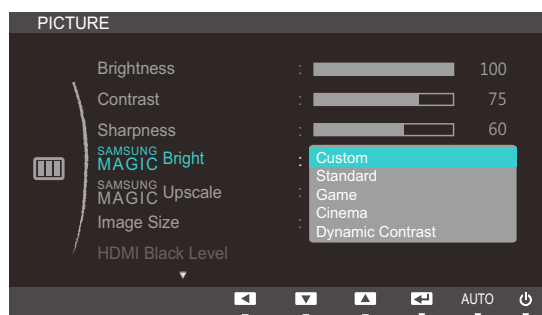 PICTURE
Brightness : 100
Contrast : 75
Sharpness : 60
SAMSUNG MAGIC Bright : Custom
Standard
SAMSUNG MAGIC Upscale : Game
Cinema
Image Size : Dynamic Contrast
HDMI Black Level
AUTO